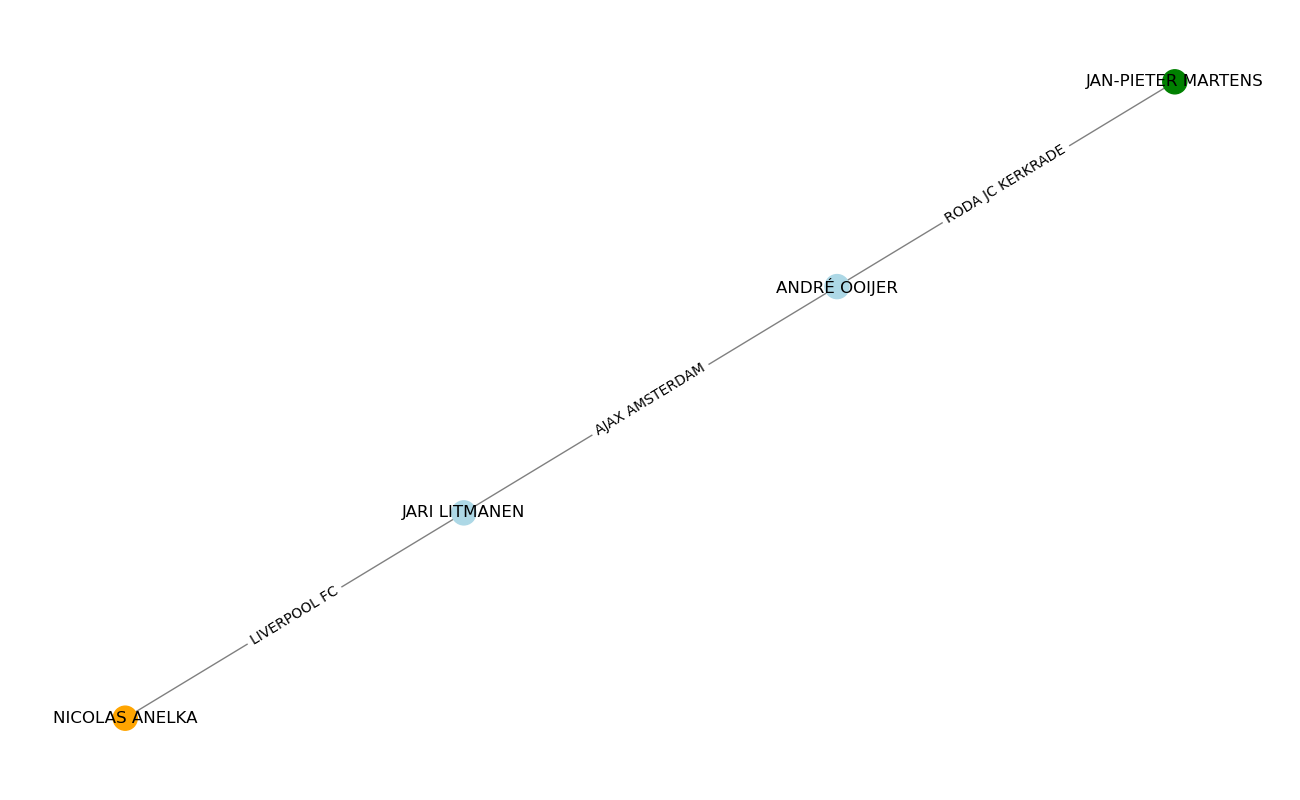 JAN-PIETER MARTENS
RODA JC KERKRADE
ANDRÉ OOIJER
AJAX AMSTERDAM
JARI LITMANEN
LIVERPOOL FC
NICOLAS ANELKA